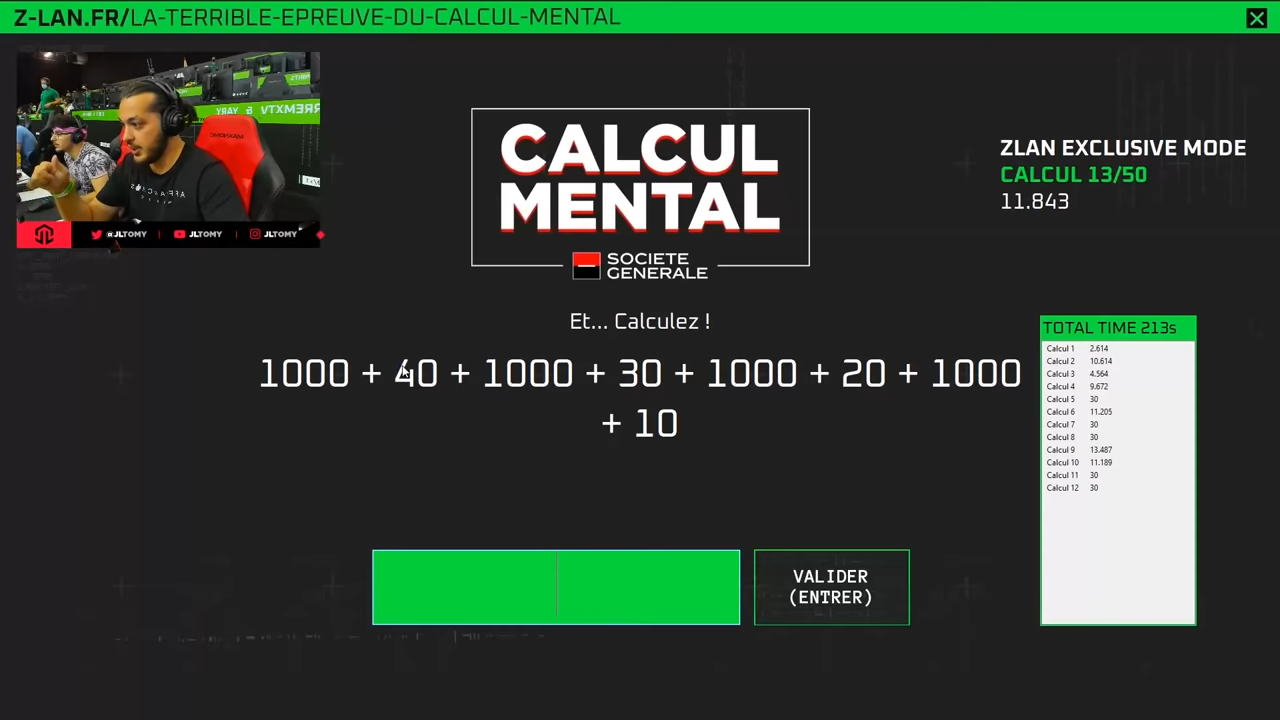 Z-LAN.FR/LA-TERRIBLE-EPREUVE-DU-CALCUL-MENTAL
@JLTOMY | JLTOMY | JLTOMY
CALCUL
MENTAL
SOCIETE
GENERALE
ZLAN EXCLUSIVE MODE
CALCUL 13/50
11.843
Et... Calculez !
1000 + 40 + 1000 + 30 + 1000 + 20 + 1000
+ 10
VALIDER
(ENTRER)
TOTAL TIME 213s
Calcul 1 2.614
Calcul 2 10.614
Calcul 3 4.564
Calcul 4 9.672
Calcul 5 30
Calcul 6 11.205
Calcul 7 30
Calcul 8 30
Calcul 9 13.487
Calcul 10 11.189
Calcul 11 30
Calcul 12 30